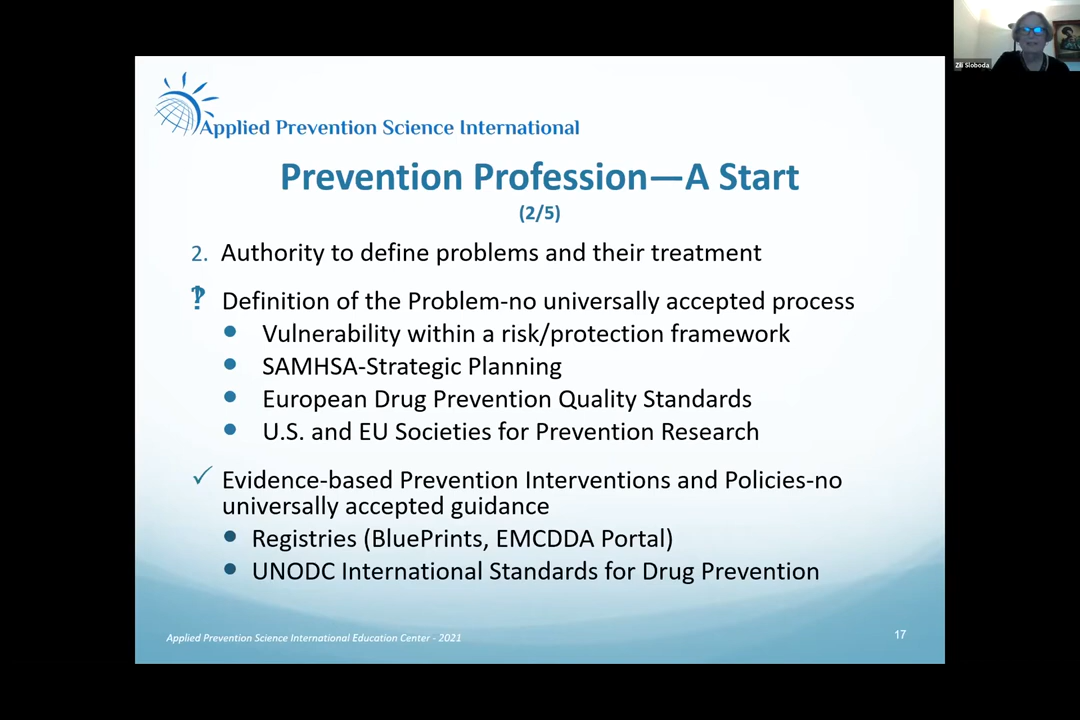 Zili Sloboda
Applied Prevention Science International
Prevention Profession—A Start
(2/5)
2. Authority to define problems and their treatment
‽ Definition of the Problem-no universally accepted process
• Vulnerability within a risk/protection framework
• SAMHSA-Strategic Planning
• European Drug Prevention Quality Standards
• U.S. and EU Societies for Prevention Research
✓ Evidence-based Prevention Interventions and Policies-no
universally accepted guidance
• Registries (BluePrints, EMCDDA Portal)
• UNODC International Standards for Drug Prevention
Applied Prevention Science International Education Center - 2021
17